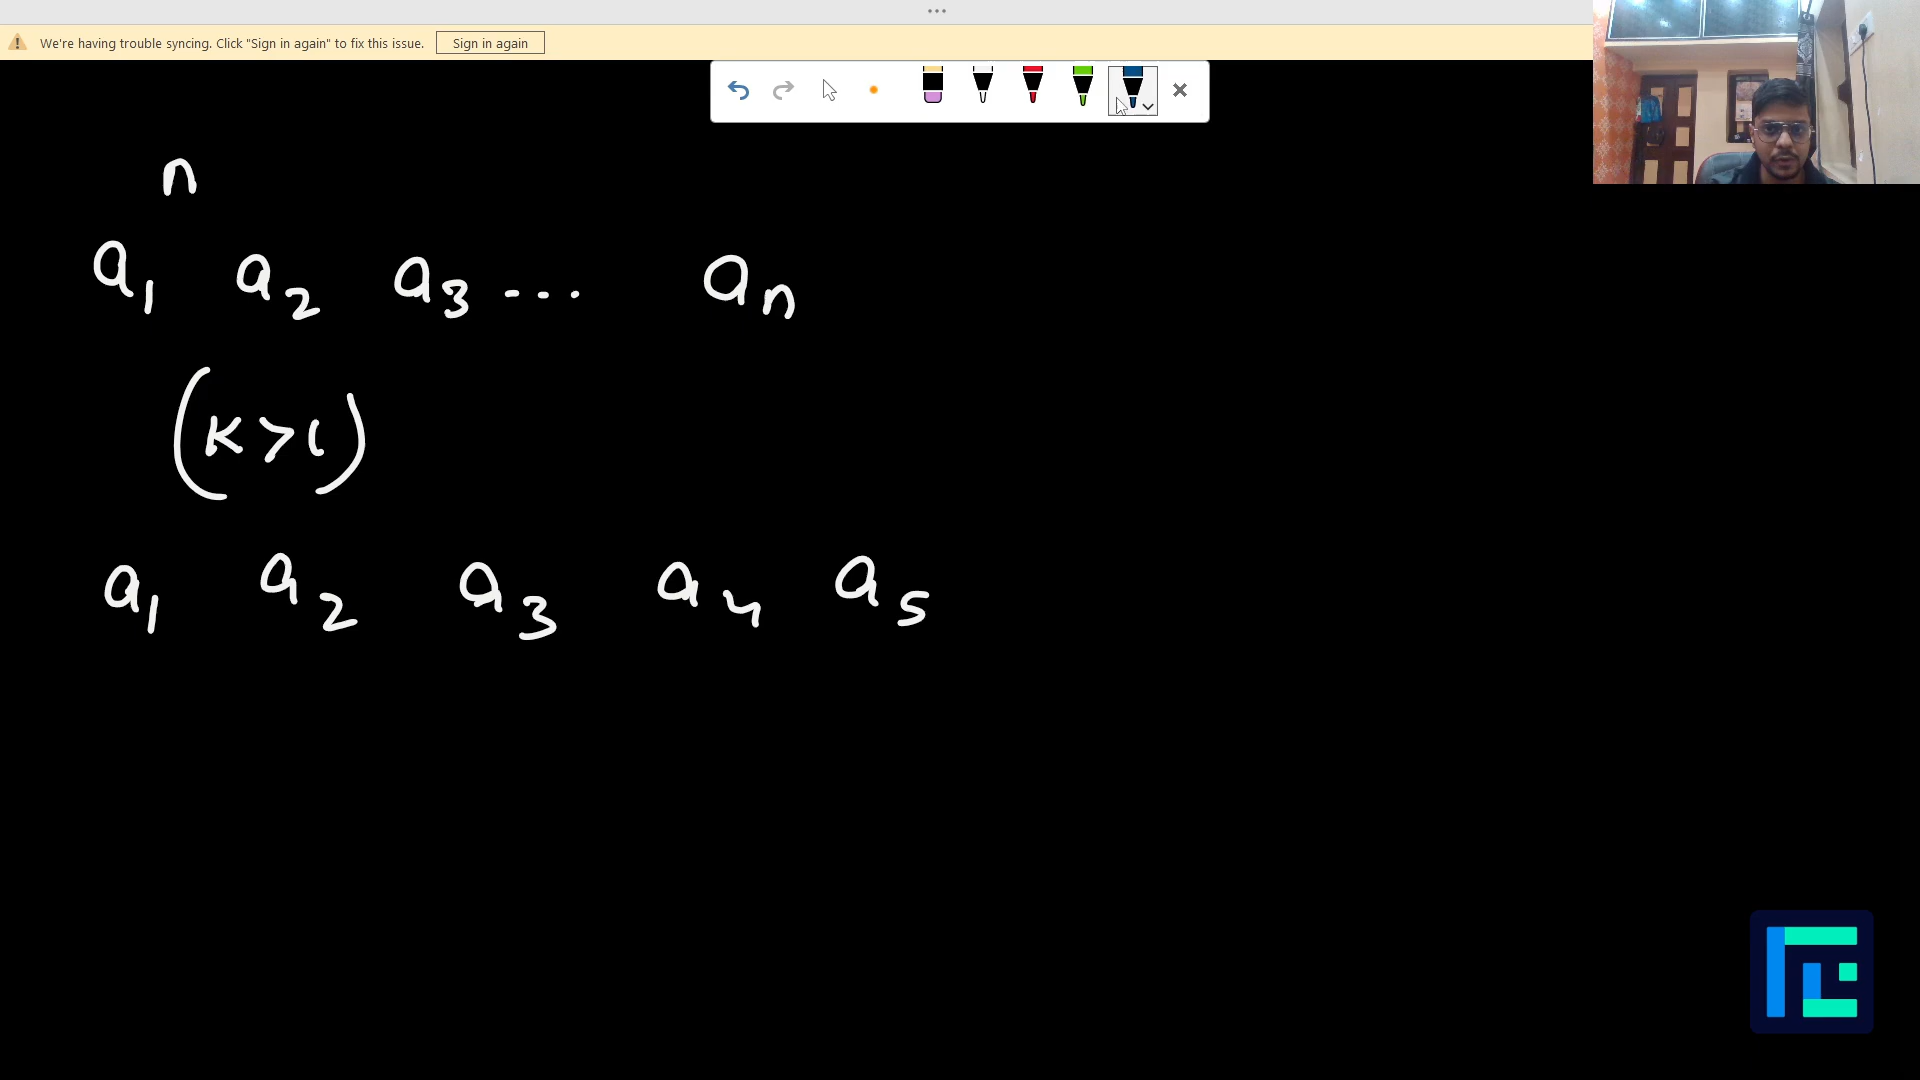 We're having trouble syncing. Click "Sign in again" to fix this issue. Sign in again
n
a₁ a₂ a₃ ... aₙ
(K>1)
a₁ a₂ a₃ a₄ a₅